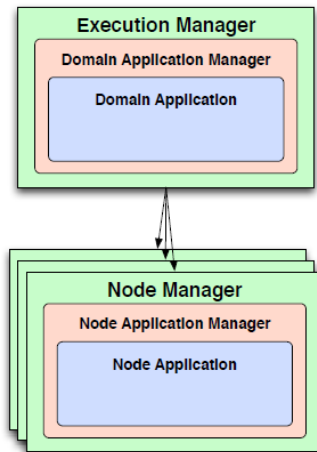 Execution Manager
Domain Application Manager
Domain Application
Node Manager
Node Application Manager
Node Application